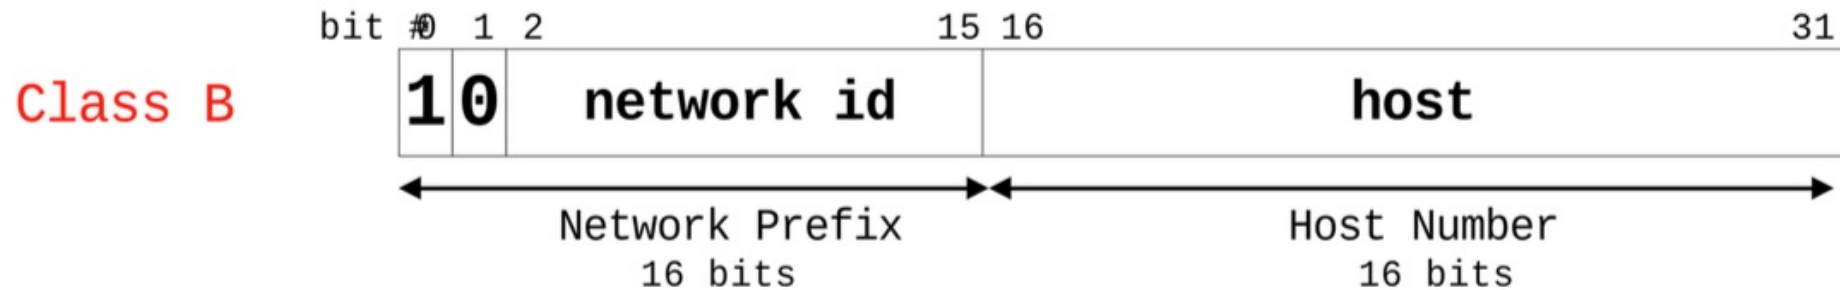 bit #0 1 2 15 16 31
Class B 1 0 network id host
Network Prefix Host Number
16 bits 16 bits